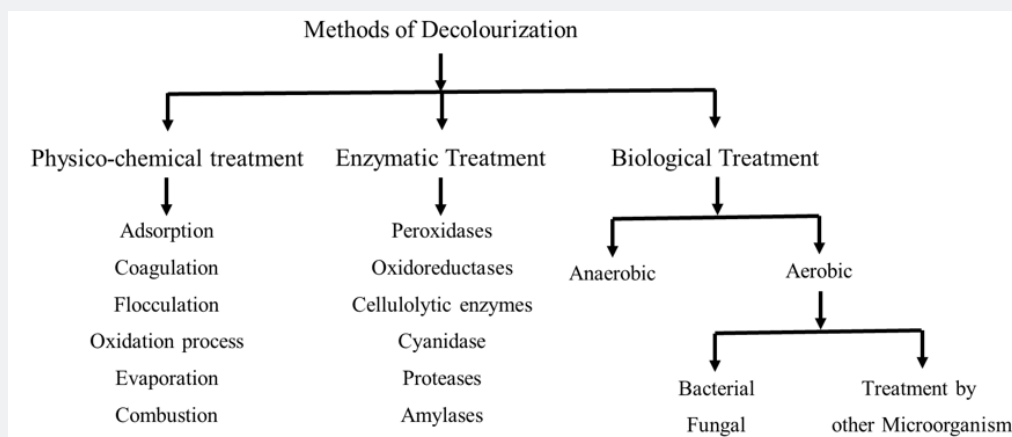 Methods of Decolourization
Physico-chemical treatment
Enzymatic Treatment
Biological Treatment
Adsorption
Coagulation
Flocculation
Oxidation process
Evaporation
Combustion
Peroxidases
Oxidoreductases
Cellulolytic enzymes
Cyanidase
Proteases
Amylases
Anaerobic
Aerobic
Bacterial
Fungal
Treatment by
other Microorganism